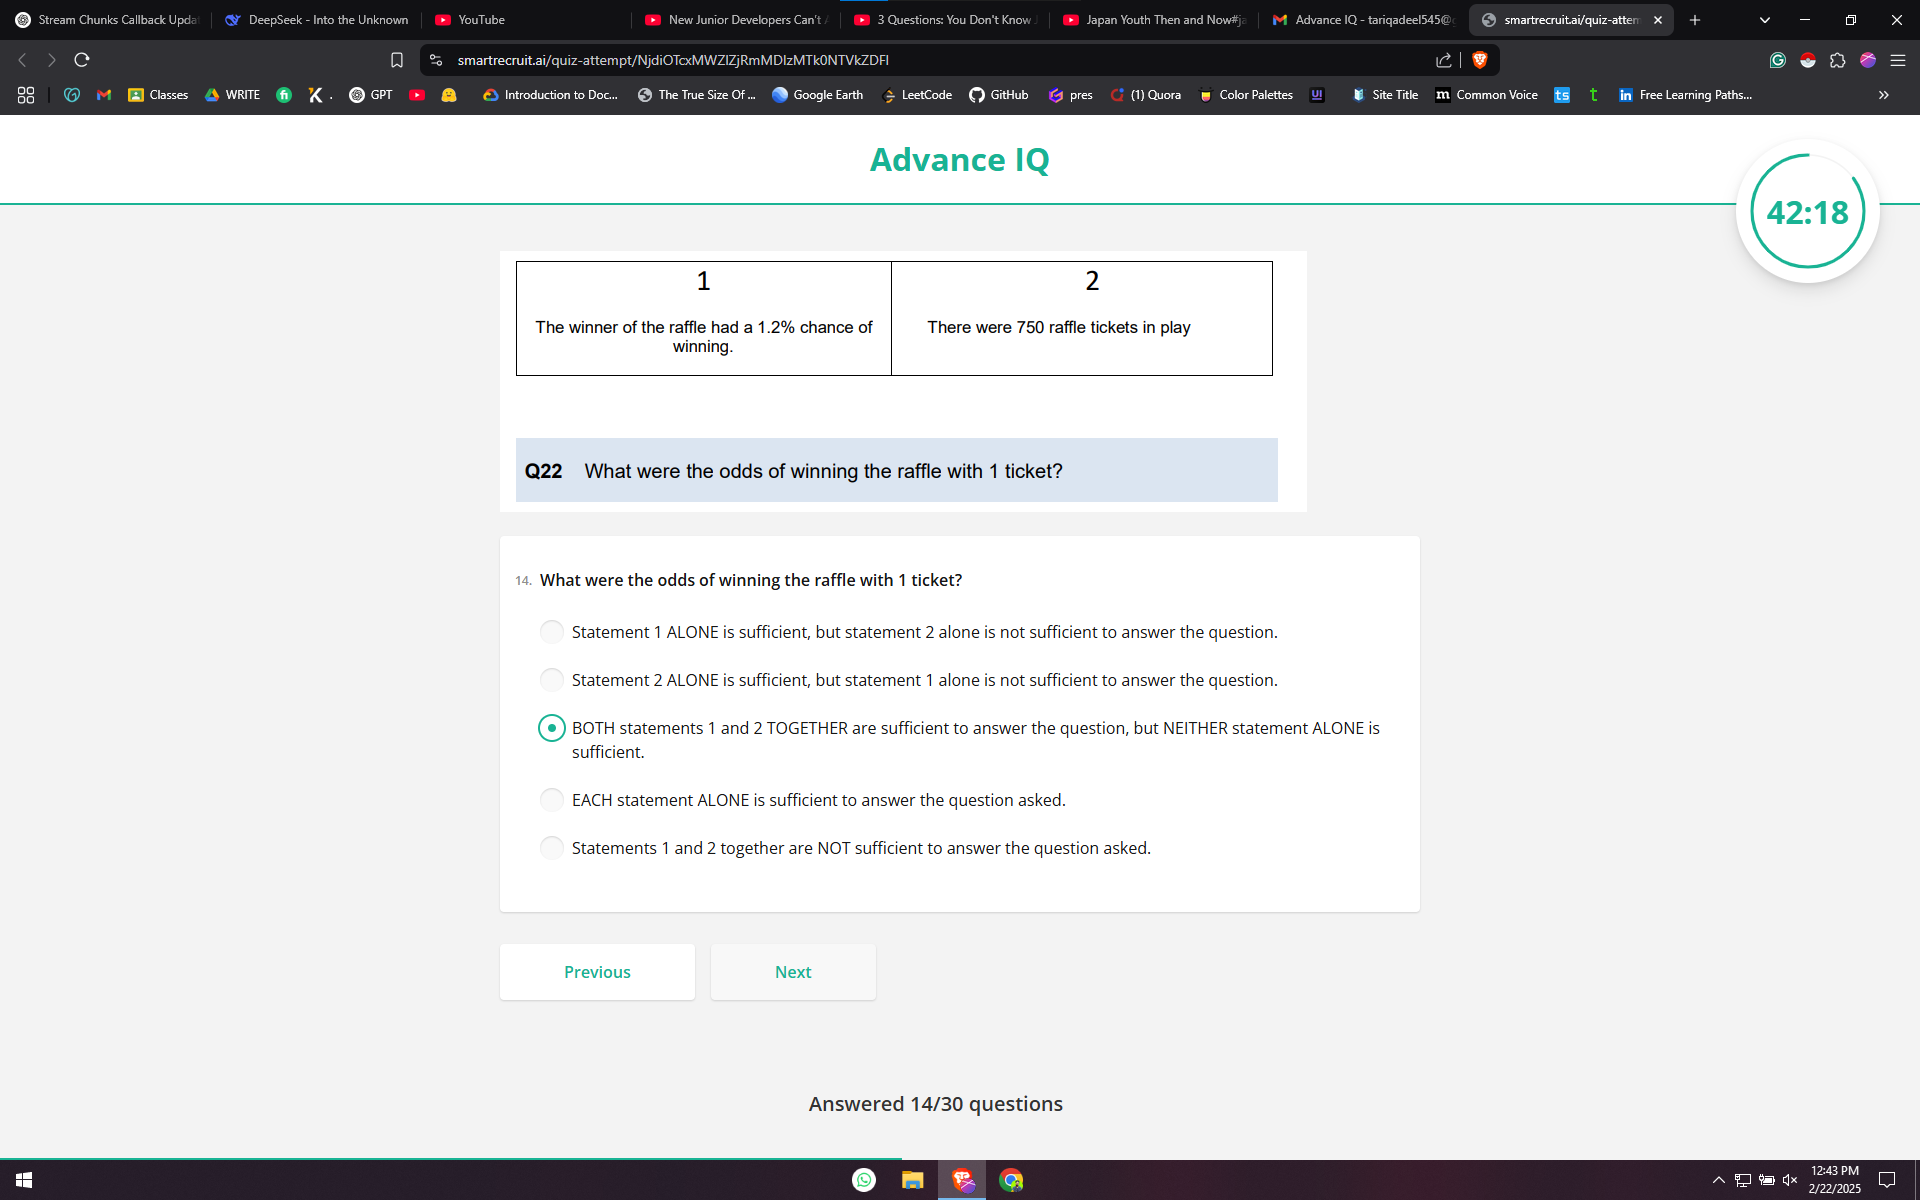 Stream Chunks Callback Upda
DeepSeek - Into the Unknown
YouTube
New Junior Developers Can't
3 Questions: You Don't Know
Japan Youth Then and Now#ja
Advance IQ - tariqadeel545@
smartrecruit.ai/quiz-attem
smartrecruit.ai/quiz-attempt/NjdiOTcxMWZlZjRmMDIzMTk0NTVkZDFl
Classes
WRITE
K .
GPT
Introduction to Doc...
The True Size Of ...
Google Earth
LeetCode
GitHub
pres
(1) Quora
Color Palettes
UI
Site Title
m Common Voice
ts
t
in Free Learning Paths...
Advance IQ
42:18
1
2
The winner of the raffle had a 1.2% chance of
winning.
There were 750 raffle tickets in play
Q22 What were the odds of winning the raffle with 1 ticket?
14. What were the odds of winning the raffle with 1 ticket?
Statement 1 ALONE is sufficient, but statement 2 alone is not sufficient to answer the question.
Statement 2 ALONE is sufficient, but statement 1 alone is not sufficient to answer the question.
BOTH statements 1 and 2 TOGETHER are sufficient to answer the question, but NEITHER statement ALONE is
sufficient.
EACH statement ALONE is sufficient to answer the question asked.
Statements 1 and 2 together are NOT sufficient to answer the question asked.
Previous
Next
Answered 14/30 questions
12:43 PM
2/22/2025